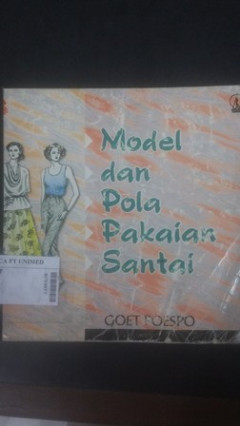 Model
dan
Pola
Pakaian
Santai
GOET POESPO